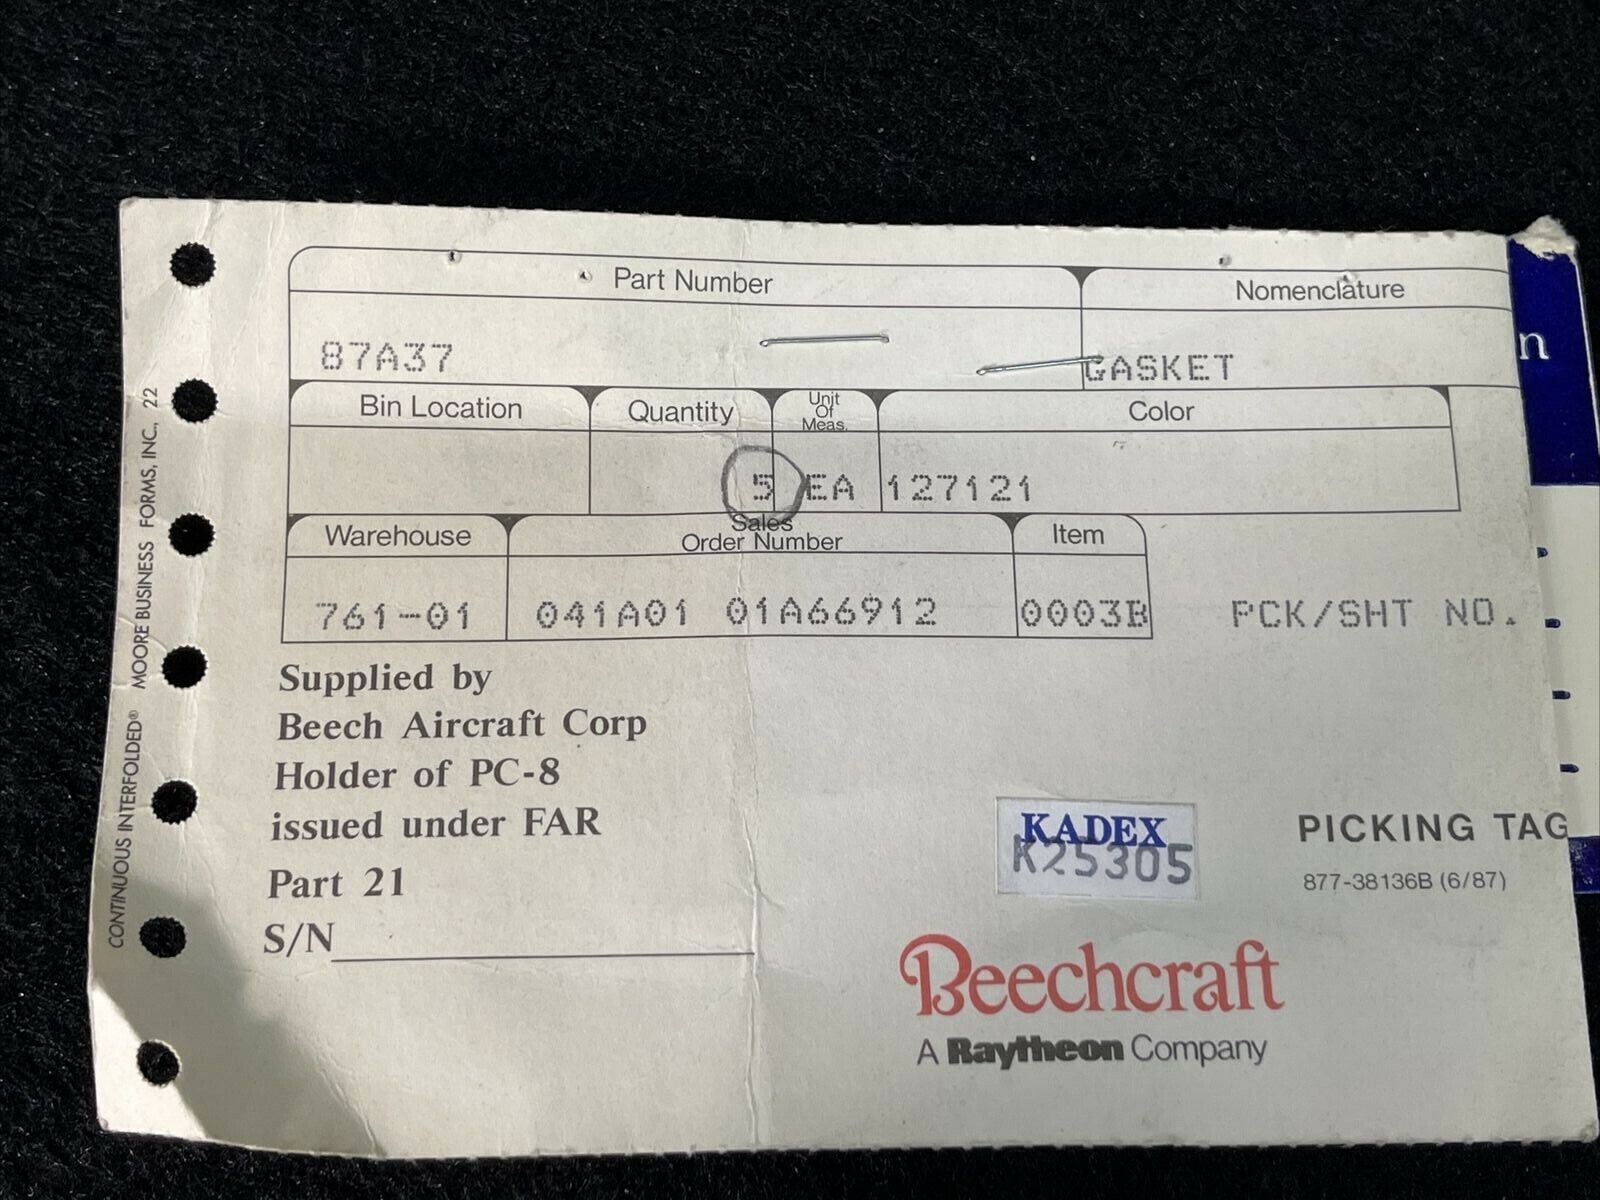 Part Number
Nomenclature
87A37
GASKET
n
Bin Location
Quantity
Unit
Of
Meas.
Color
5 EA 127121
Warehouse
Sales
Order Number
Item
761-01 041A01 01A66912 0003B PCK/SHT NO.
Supplied by
Beech Aircraft Corp
Holder of PC-8
issued under FAR
Part 21
S/N
KADEX
K25305
PICKING TAG
877-38136B (6/87)
Beechcraft
A Raytheon Company
CONTINUOUS INTERFOLDED® MOORE BUSINESS FORMS, INC., 22